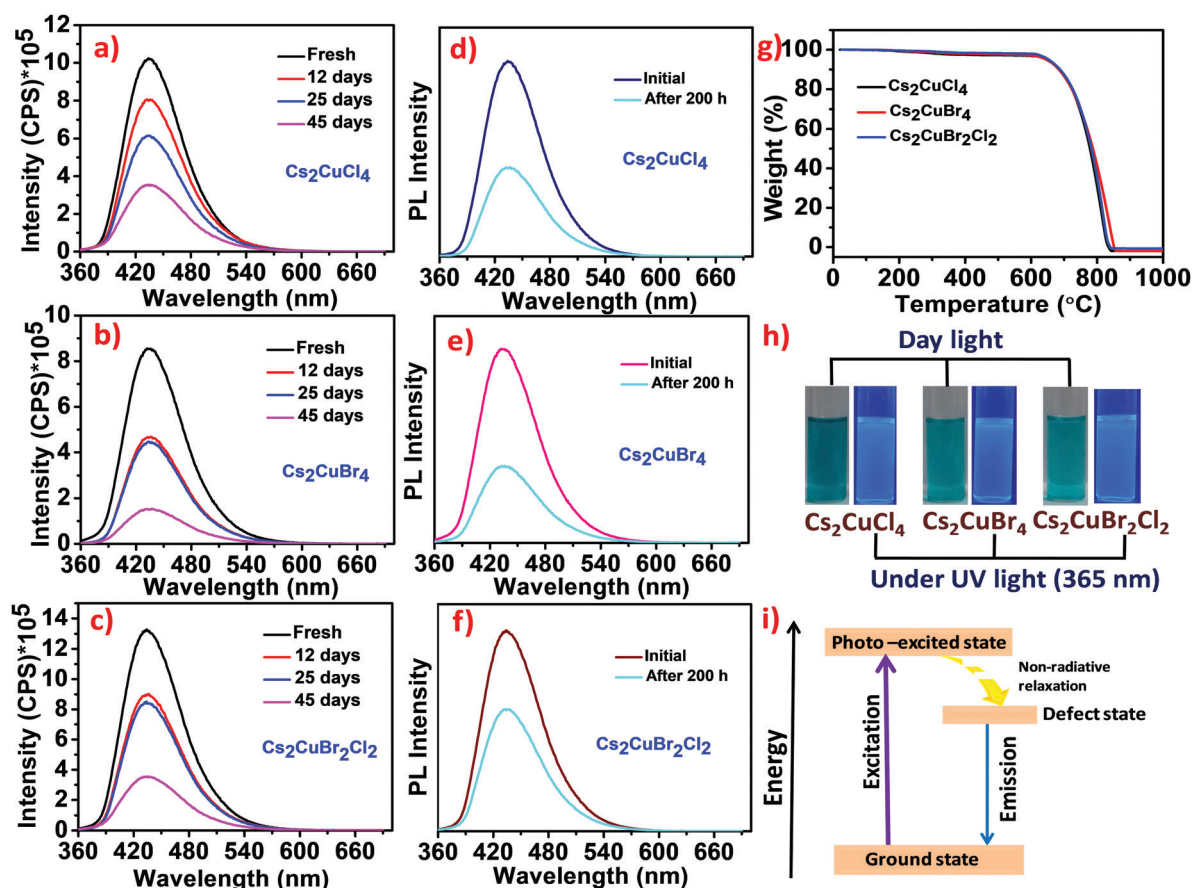 a)
Intensity (CPS)*10⁵
12
10
8
6
4
2
0
Fresh
12 days
25 days
45 days
Cs₂CuCl₄
360 420 480 540 600 660
Wavelength (nm)
d)
PL Intensity
Initial
After 200 h
Cs₂CuCl₄
360 420 480 540 600 660
Wavelength (nm)
g)
Weight (%)
100
80
60
40
20
0
Cs₂CuCl₄
Cs₂CuBr₄
Cs₂CuBr₂Cl₂
0 200 400 600 800 1000
Temperature (°C)
b)
Intensity (CPS)*10⁵
10
8
6
4
2
0
Fresh
12 days
25 days
45 days
Cs₂CuBr₄
360 420 480 540 600 660
Wavelength (nm)
e)
PL Intensity
Initial
After 200 h
Cs₂CuBr₄
360 420 480 540 600 660
Wavelength (nm)
h)
Day light
Cs₂CuCl₄ Cs₂CuBr₄ Cs₂CuBr₂Cl₂
Under UV light (365 nm)
c)
Intensity (CPS)*10⁵
14
12
10
8
6
4
2
0
Fresh
12 days
25 days
45 days
Cs₂CuBr₂Cl₂
360 420 480 540 600 660
Wavelength (nm)
f)
PL Intensity
Initial
After 200 h
Cs₂CuBr₂Cl₂
360 420 480 540 600 660
Wavelength (nm)
i)
Energy
Photo –excited state
Non-radiative
relaxation
Defect state
Excitation
Emission
Ground state